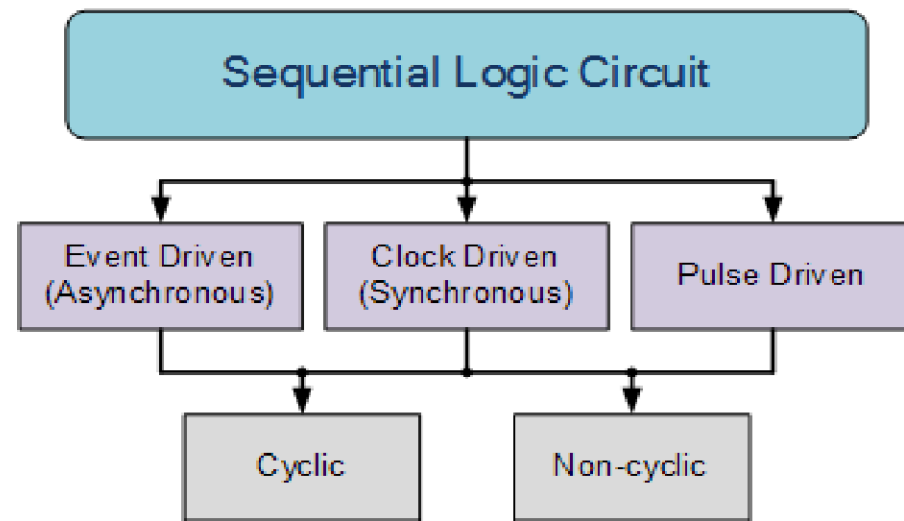 Sequential Logic Circuit
Event Driven
(Asynchronous)
Clock Driven
(Synchronous)
Pulse Driven
Cyclic
Non-cyclic